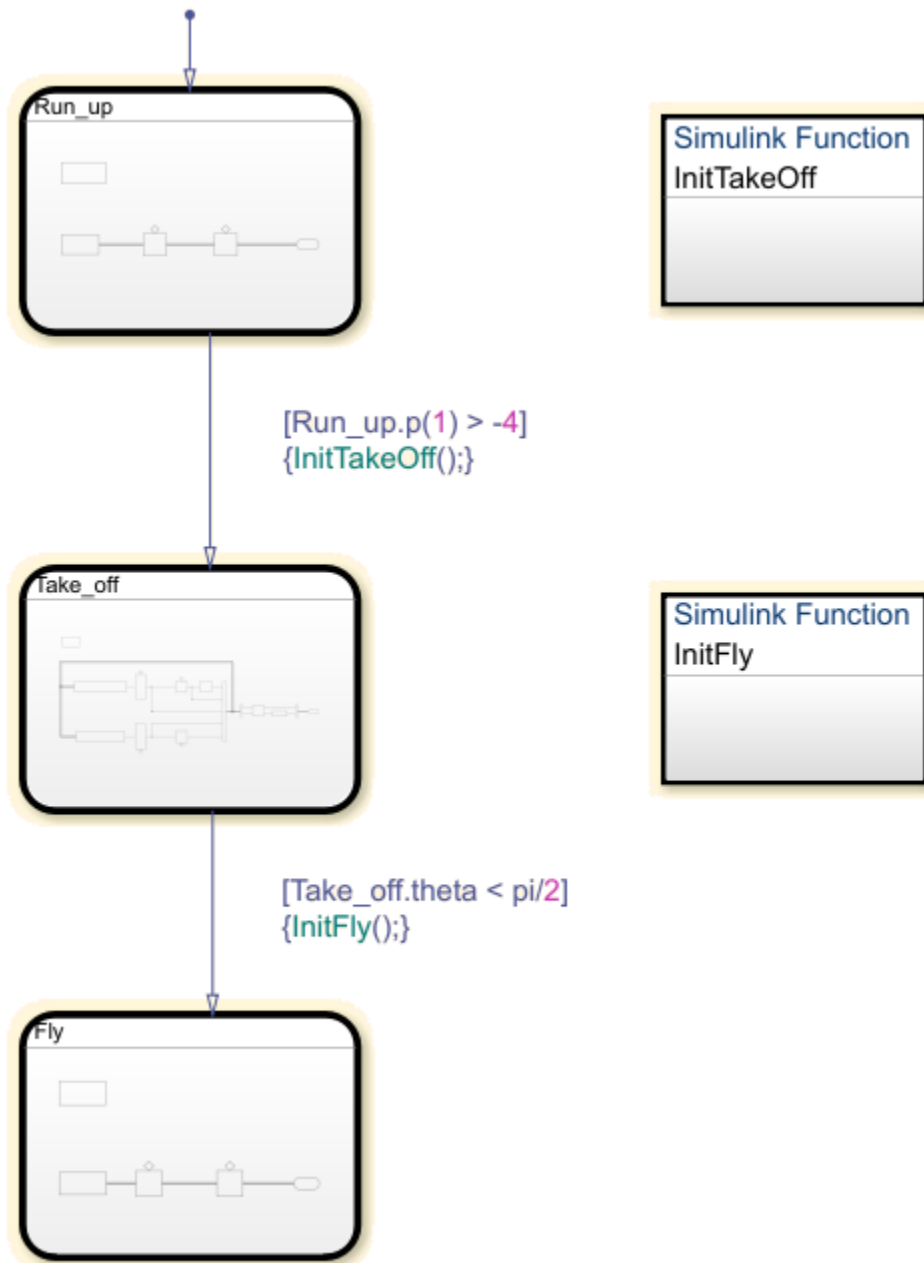 Run_up
Simulink Function
InitTakeOff
[Run_up.p(1) > -4]
{InitTakeOff();}
Take_off
Simulink Function
InitFly
[Take_off.theta < pi/2]
{InitFly();}
Fly